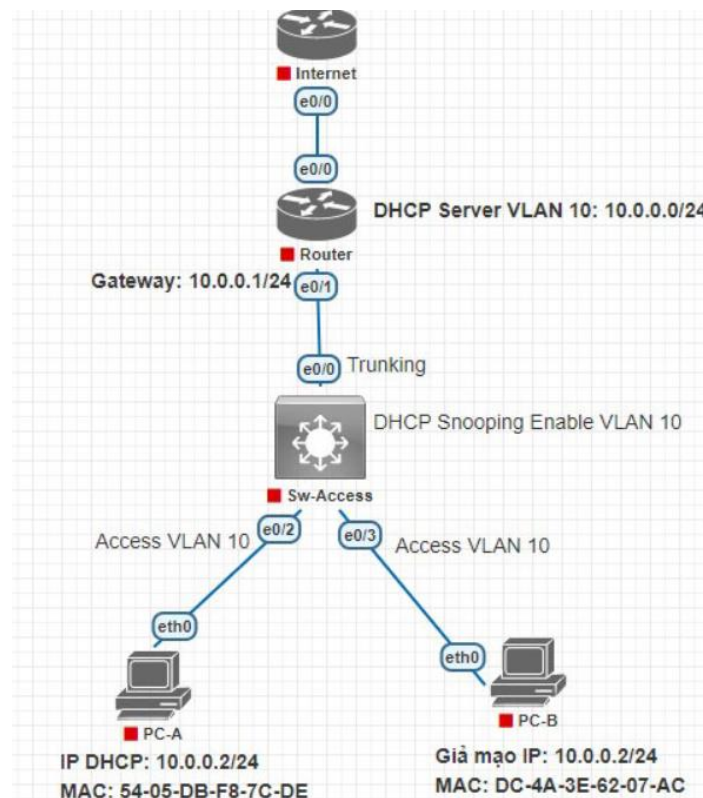 Internet
e0/0
e0/0
DHCP Server VLAN 10: 10.0.0.0/24
Router
Gateway: 10.0.0.1/24
e0/1
e0/0 Trunking
DHCP Snooping Enable VLAN 10
Sw-Access
Access VLAN 10 e0/2 e0/3 Access VLAN 10
eth0
eth0
PC-A
PC-B
IP DHCP: 10.0.0.2/24
MAC: 54-05-DB-F8-7C-DE
Giả mạo IP: 10.0.0.2/24
MAC: DC-4A-3E-62-07-AC